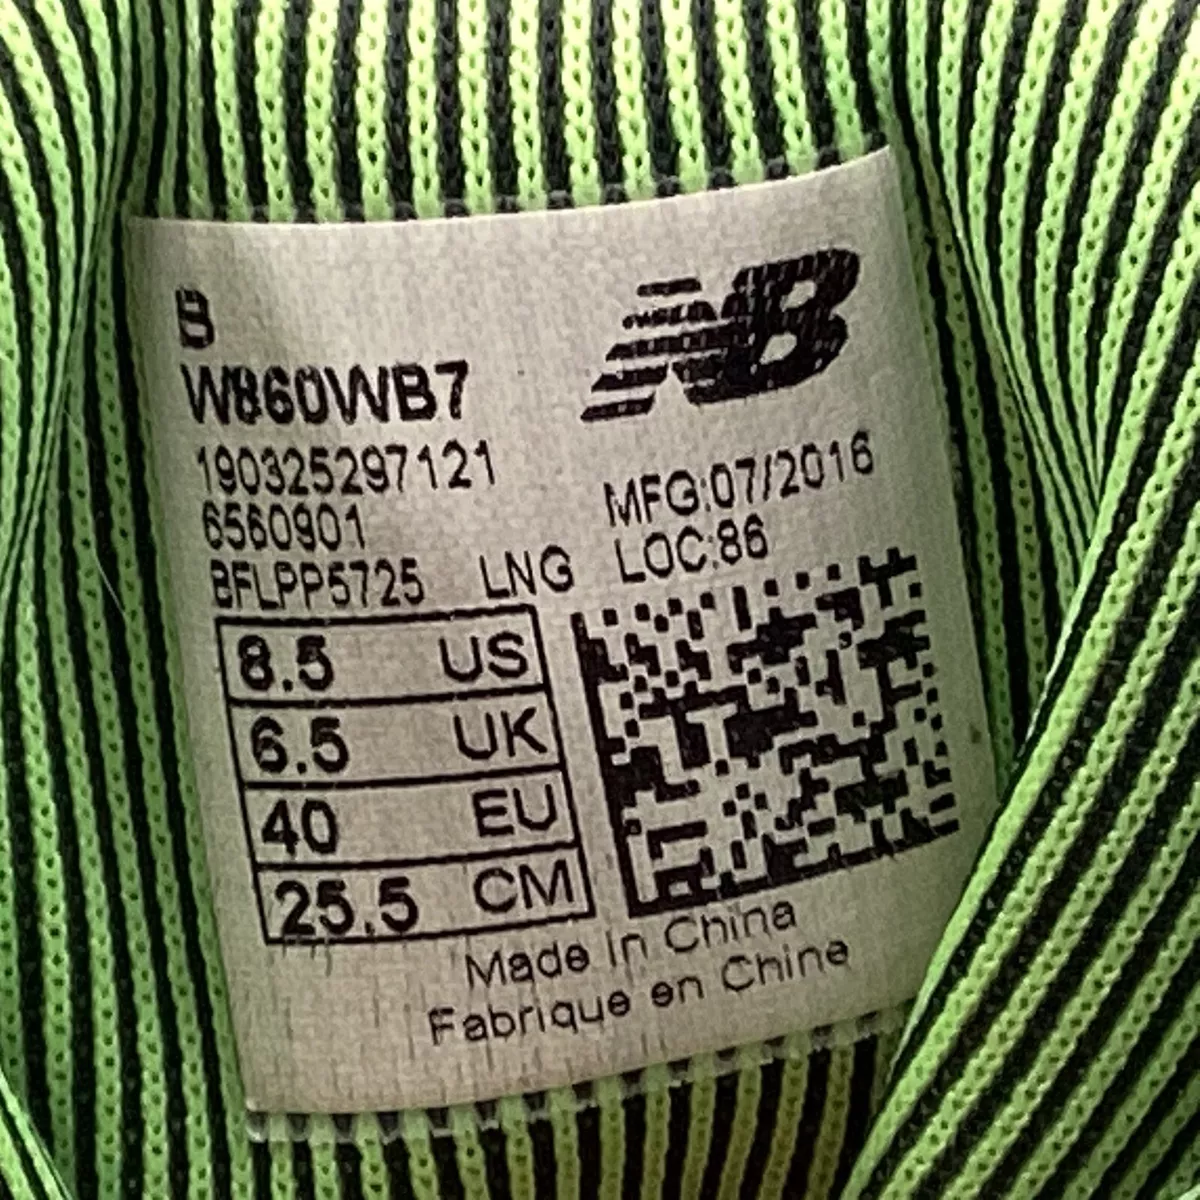 B
NB
W860WB7
190325297121
6560901
BFLPP5725 LNG
MFG:07/2016
LOC:86
8.5 US
6.5 UK
40 EU
25.5 CM
Made in China
Fabrique en Chine